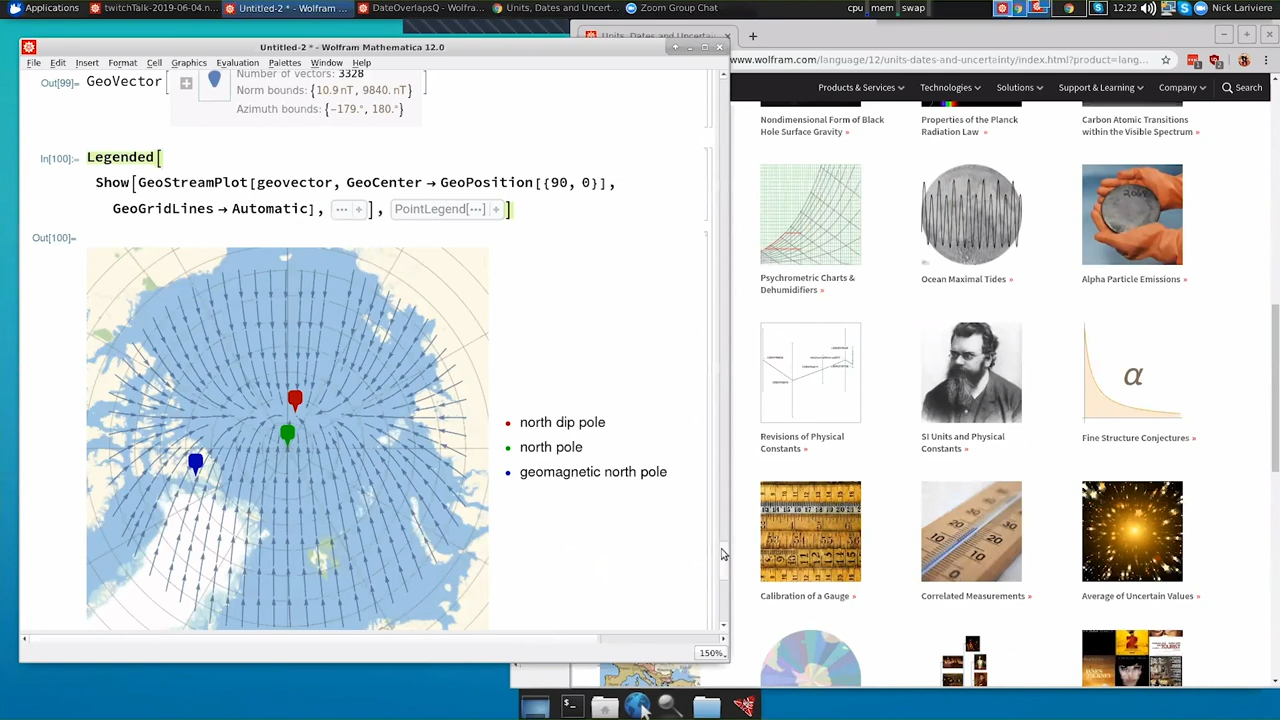 twitchTalk-2019-06-04.n...
Untitled-2 * - Wolfram ...
DateOverlapsQ - Wolfra...
Units, Dates and Uncertai...
Zoom Group Chat
cpu mem swap
12:22
Nick Lariviere
Untitled-2 * - Wolfram Mathematica 12.0
File Edit Insert Format Cell Graphics Evaluation Palettes Window Help
Out[99]= GeoVector[
Number of vectors: 3328
Norm bounds: {10.9 nT, 9840. nT}
Azimuth bounds: {-179.°, 180.°}
]
In[100]:= Legended[
Show[GeoStreamPlot[geovector, GeoCenter → GeoPosition[{90, 0}],
GeoGridLines → Automatic], ... + ], PointLegend[...] + ]
Out[100]=
north dip pole
north pole
geomagnetic north pole
150%
Units, Dates and Uncertainty
www.wolfram.com/language/12/units-dates-and-uncertainty/index.html?product=lang...
Products & Services
Technologies
Solutions
Support & Learning
Company
Search
Nondimensional Form of Black
Hole Surface Gravity »
Properties of the Planck
Radiation Law »
Carbon Atomic Transitions
within the Visible Spectrum »
Psychrometric Charts &
Dehumidifiers »
Ocean Maximal Tides »
Alpha Particle Emissions »
Revisions of Physical
Constants »
SI Units and Physical
Constants »
α
Fine Structure Conjectures »
Calibration of a Gauge »
Correlated Measurements »
Average of Uncertain Values »